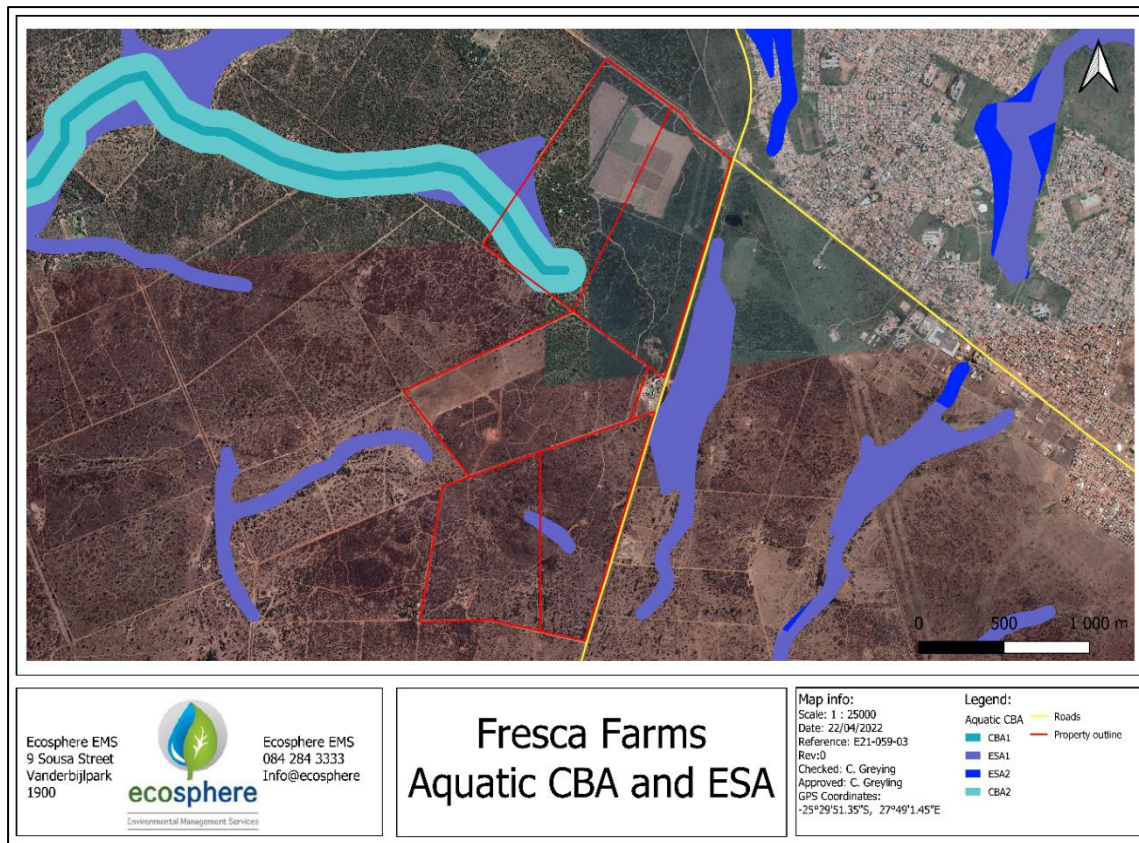 0 500 1 000 m
Ecosphere EMS
9 Sousa Street
Vanderbijlpark
1900
ecosphere
Environmental Management Services
Ecosphere EMS
084 284 3333
Info@ecosphere
Fresca Farms
Aquatic CBA and ESA
Map info:
Scale: 1 : 25000
Date: 22/04/2022
Reference: E21-059-03
Rev:0
Checked: C. Greying
Approved: C. Greyling
GPS Coordinates:
-25°29'51.35"S, 27°49'1.45"E
Legend:
Aquatic CBA
CBA1
ESA1
ESA2
CBA2
Roads
Property outline